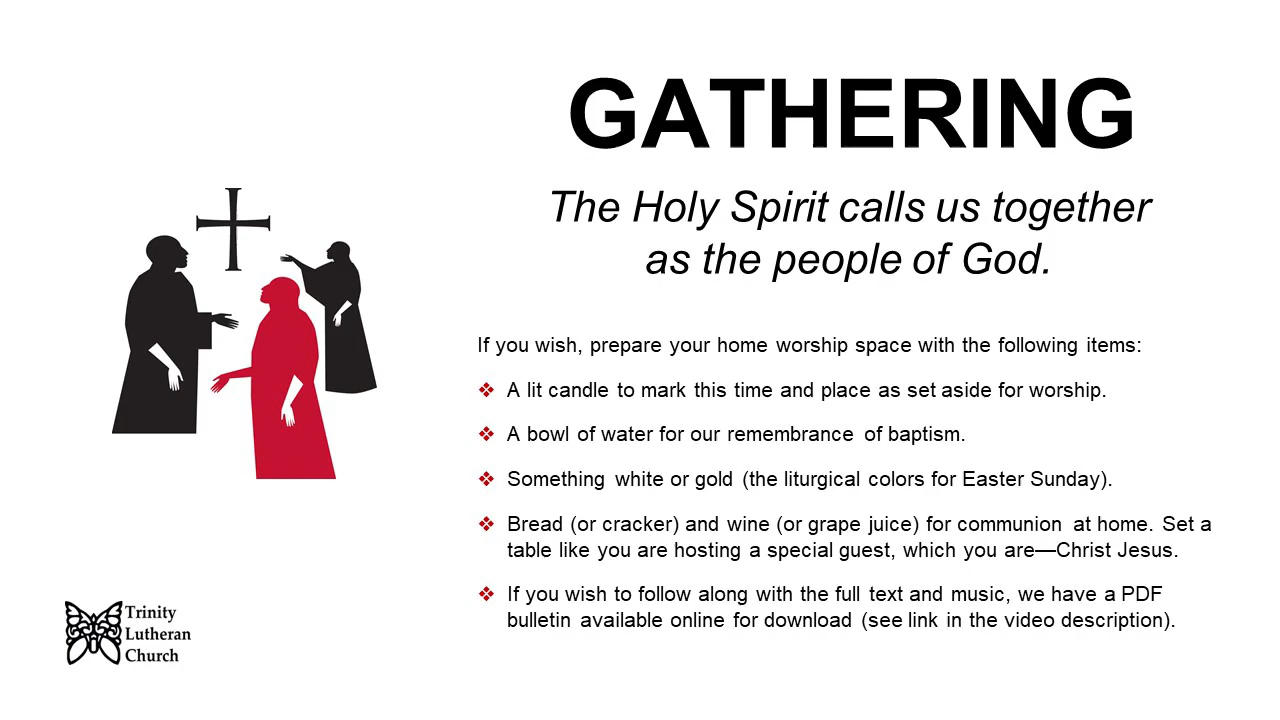 GATHERING
The Holy Spirit calls us together
as the people of God.
If you wish, prepare your home worship space with the following items:
❖ A lit candle to mark this time and place as set aside for worship.
❖ A bowl of water for our remembrance of baptism.
❖ Something white or gold (the liturgical colors for Easter Sunday).
❖ Bread (or cracker) and wine (or grape juice) for communion at home. Set a
table like you are hosting a special guest, which you are—Christ Jesus.
❖ If you wish to follow along with the full text and music, we have a PDF
bulletin available online for download (see link in the video description).
Trinity
Lutheran
Church